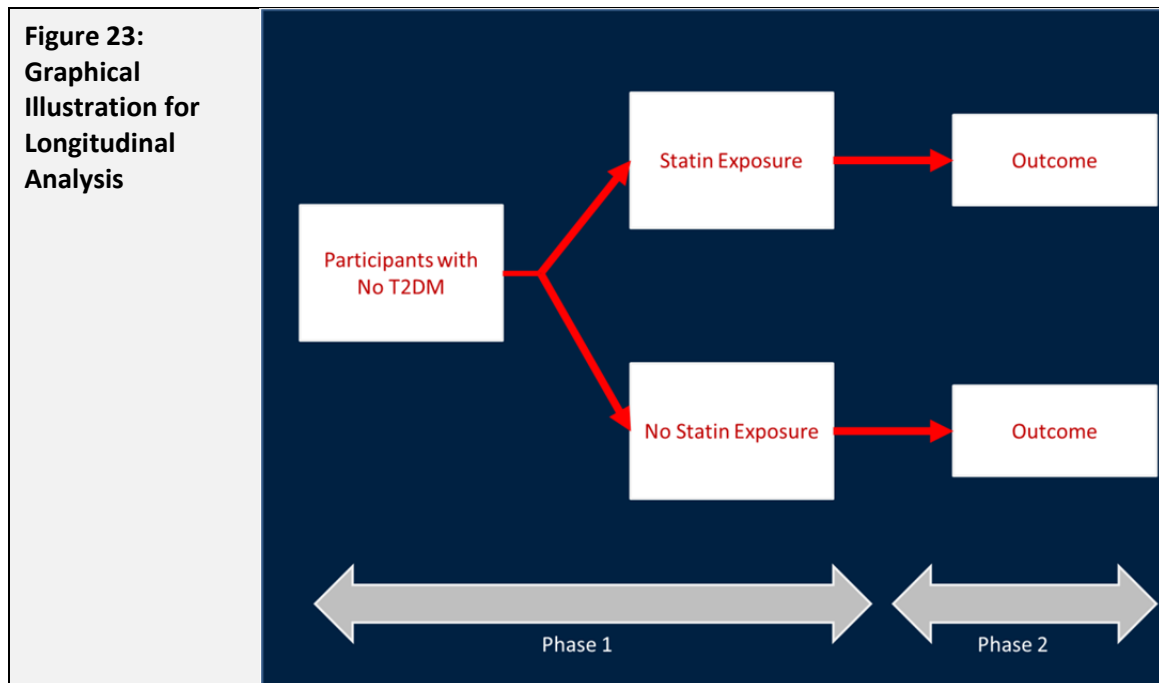 Figure 23:
Graphical
Illustration for
Longitudinal
Analysis
Statin Exposure
Outcome
Participants with
No T2DM
No Statin Exposure
Outcome
Phase 1
Phase 2